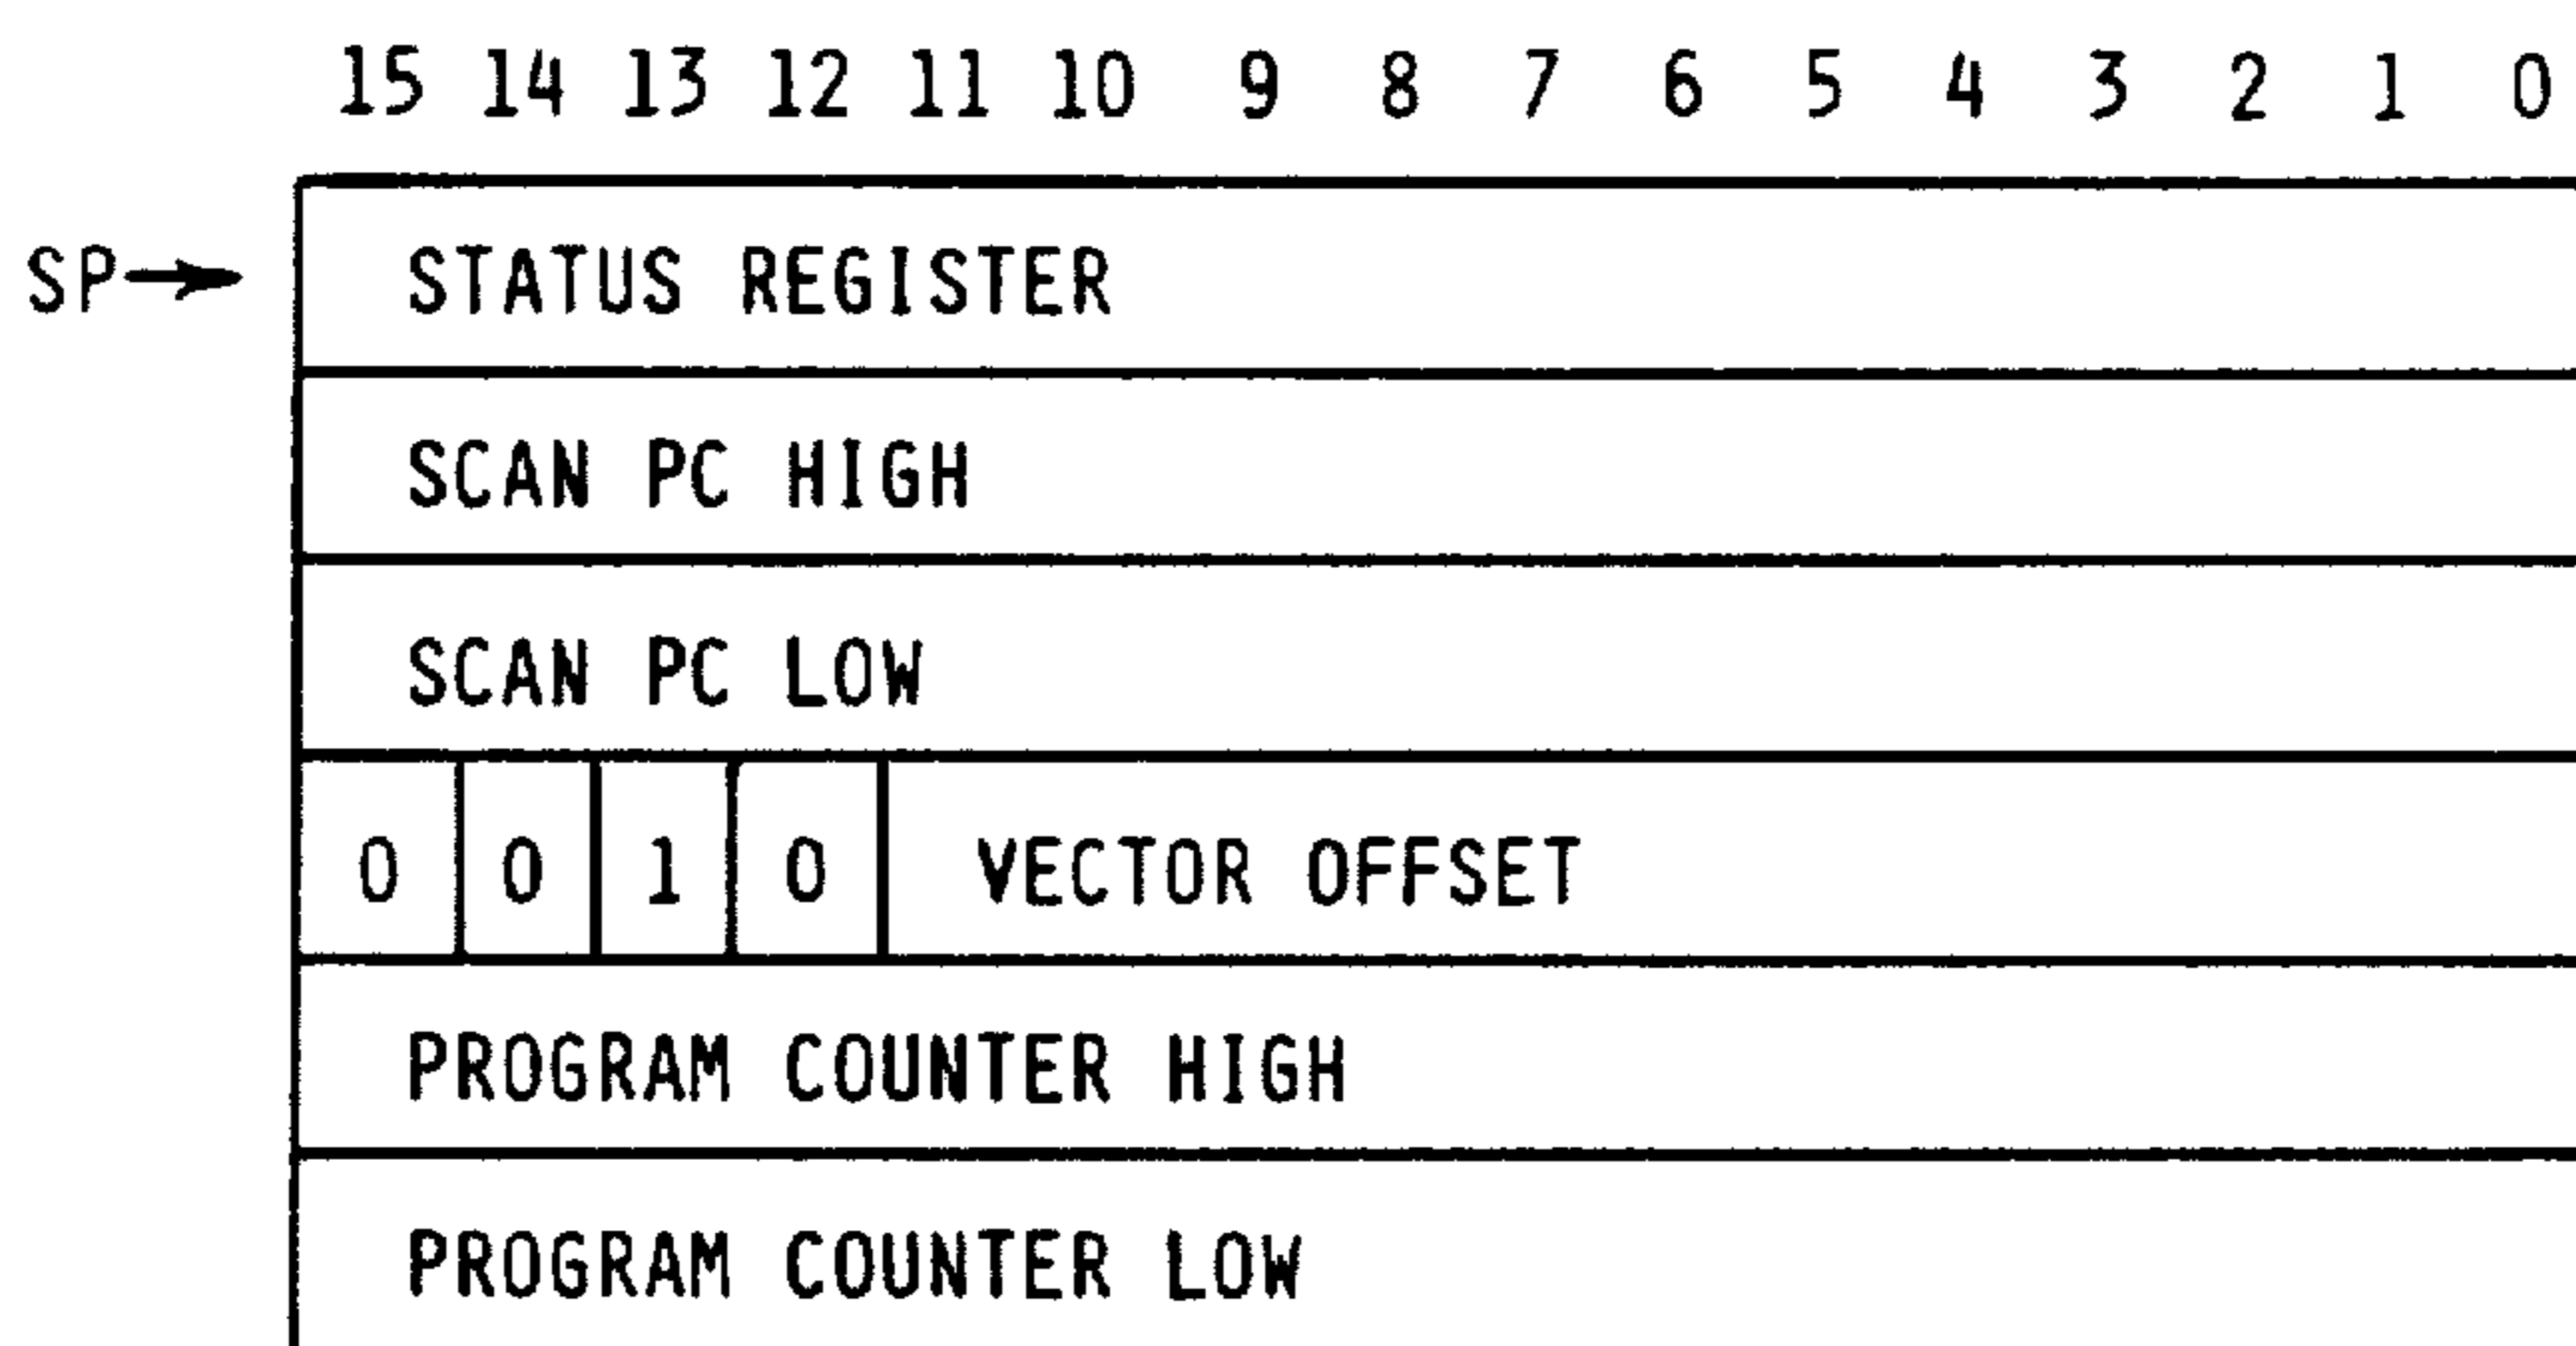 15 14 13 12 11 10 9 8 7 6 5 4 3 2 1 0
SP→ STATUS REGISTER
SCAN PC HIGH
SCAN PC LOW
0 0 1 0 VECTOR OFFSET
PROGRAM COUNTER HIGH
PROGRAM COUNTER LOW